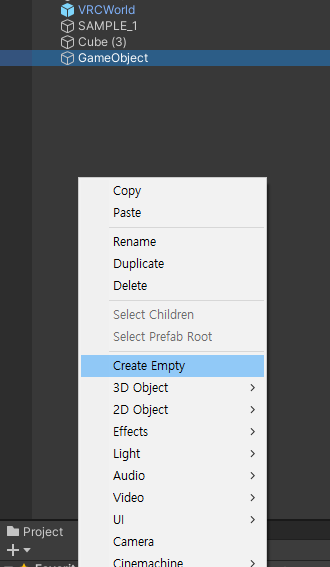 VRCWorld
SAMPLE_1
Cube (3)
GameObject
Copy
Paste
Rename
Duplicate
Delete
Select Children
Select Prefab Root
Create Empty
3D Object
2D Object
Effects
Light
Audio
Video
UI
Camera
Cinemachine
Project
Favorit